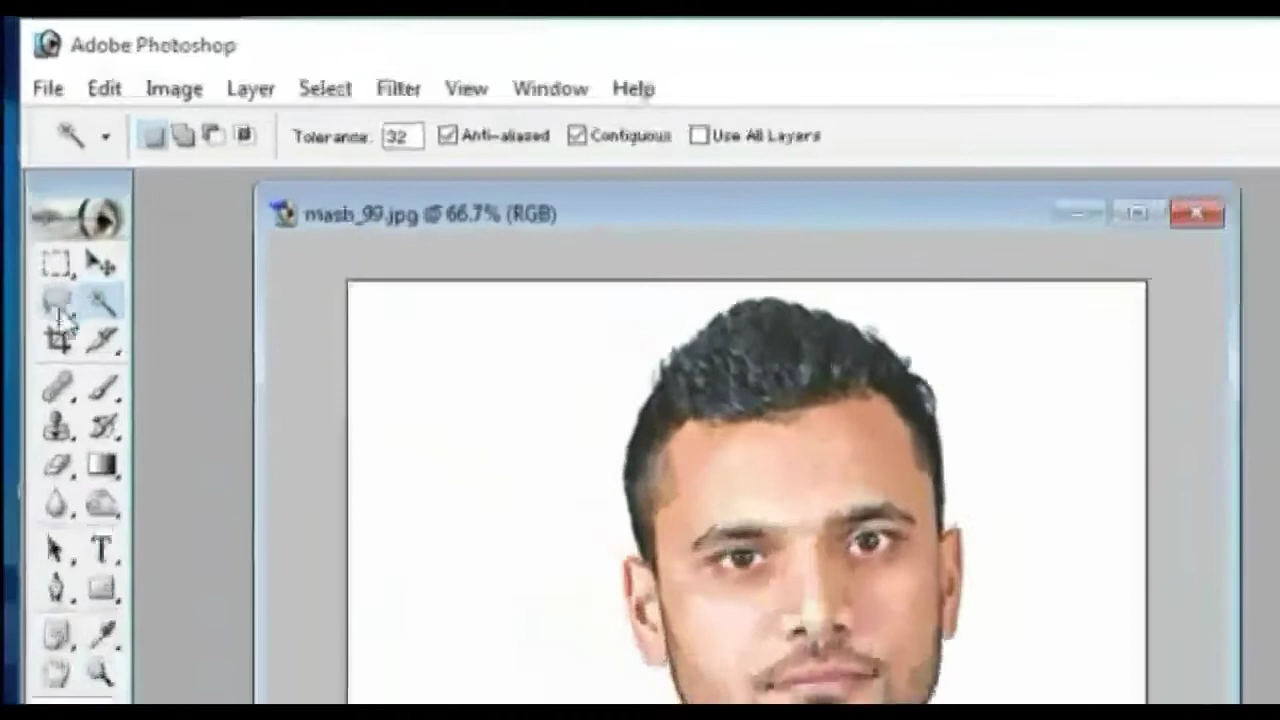 Adobe Photoshop
File Edit Image Layer Select Filter View Window Help
Tolerance: 32 Anti-aliased Contiguous Use All Layers
masb_99.jpg @ 66.7% (RGB)
T